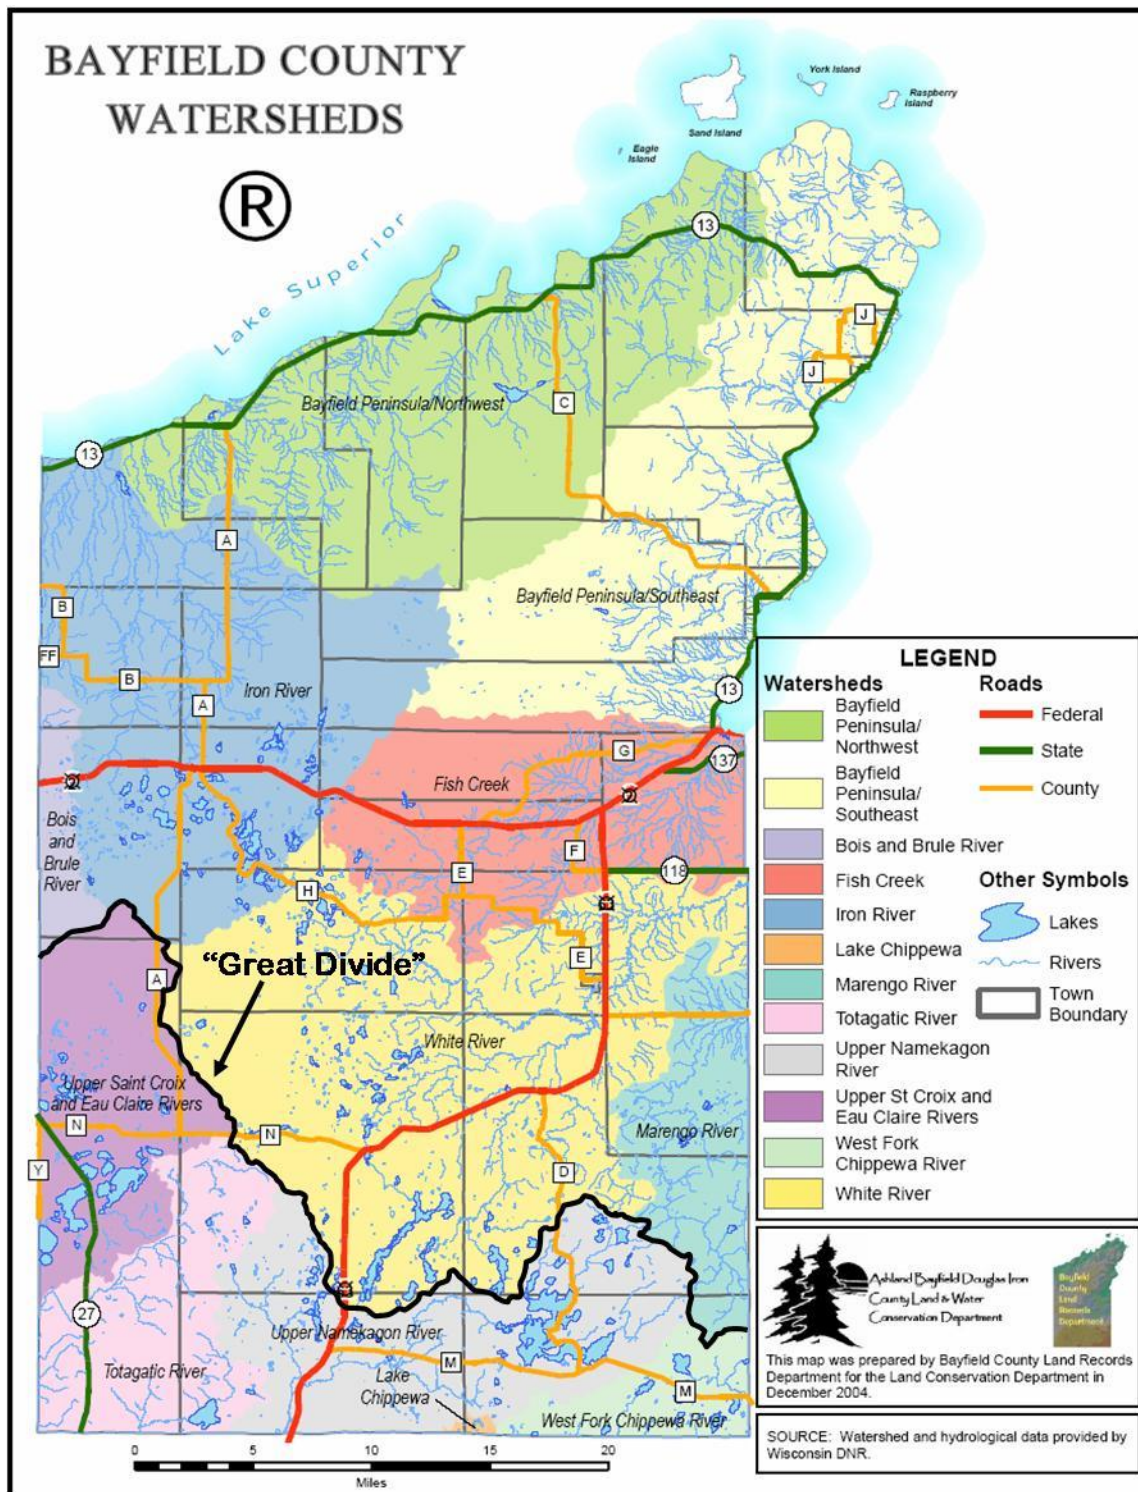 BAYFIELD COUNTY
WATERSHEDS
®
York Island
Raspberry
Island
Sand Island
Eagle
Island
Lake Superior
13
J
J
C
Bayfield Peninsula/Northwest
13
A
B
Bayfield Peninsula/Southeast
FF
B
Iron River
A
13
G
137
2
Fish Creek
2
Bois
and
Brule
River
F
E
118
H
"Great Divide"
E
A
White River
Upper Saint Croix
and Eau Claire Rivers
N
N
Marengo River
Y
D
27
Upper Namekagon River
Totagatic River
M
Lake
Chippewa
M
West Fork Chippewa River
0 5 10 15 20
Miles
LEGEND
Watersheds
Bayfield
Peninsula/
Northwest
Bayfield
Peninsula/
Southeast
Bois and Brule River
Fish Creek
Iron River
Lake Chippewa
Marengo River
Totagatic River
Upper Namekagon
River
Upper St Croix and
Eau Claire Rivers
West Fork
Chippewa River
White River
Roads
Federal
State
County
Other Symbols
Lakes
Rivers
Town
Boundary
Ashland Bayfield Douglas Iron
County Land & Water
Conservation Department
Bayfield
County
Land
Records
Department
This map was prepared by Bayfield County Land Records
Department for the Land Conservation Department in
December 2004.
SOURCE: Watershed and hydrological data provided by
Wisconsin DNR.